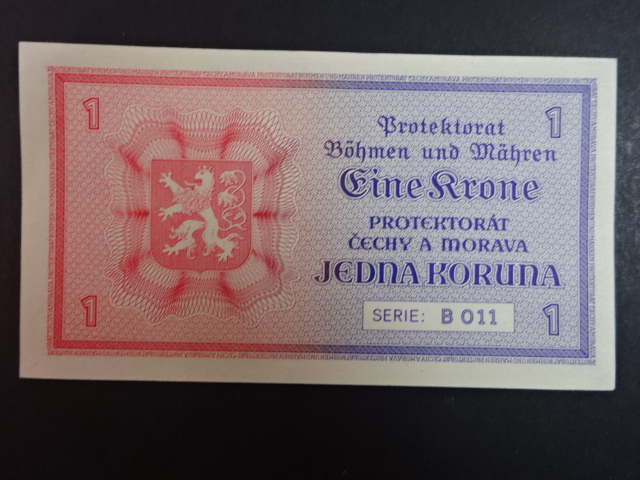 1
1
Protektorat
Böhmen und Mähren
Eine Krone
PROTEKTORÁT
ČECHY A MORAVA
JEDNA KORUNA
SERIE: B 011
1
1